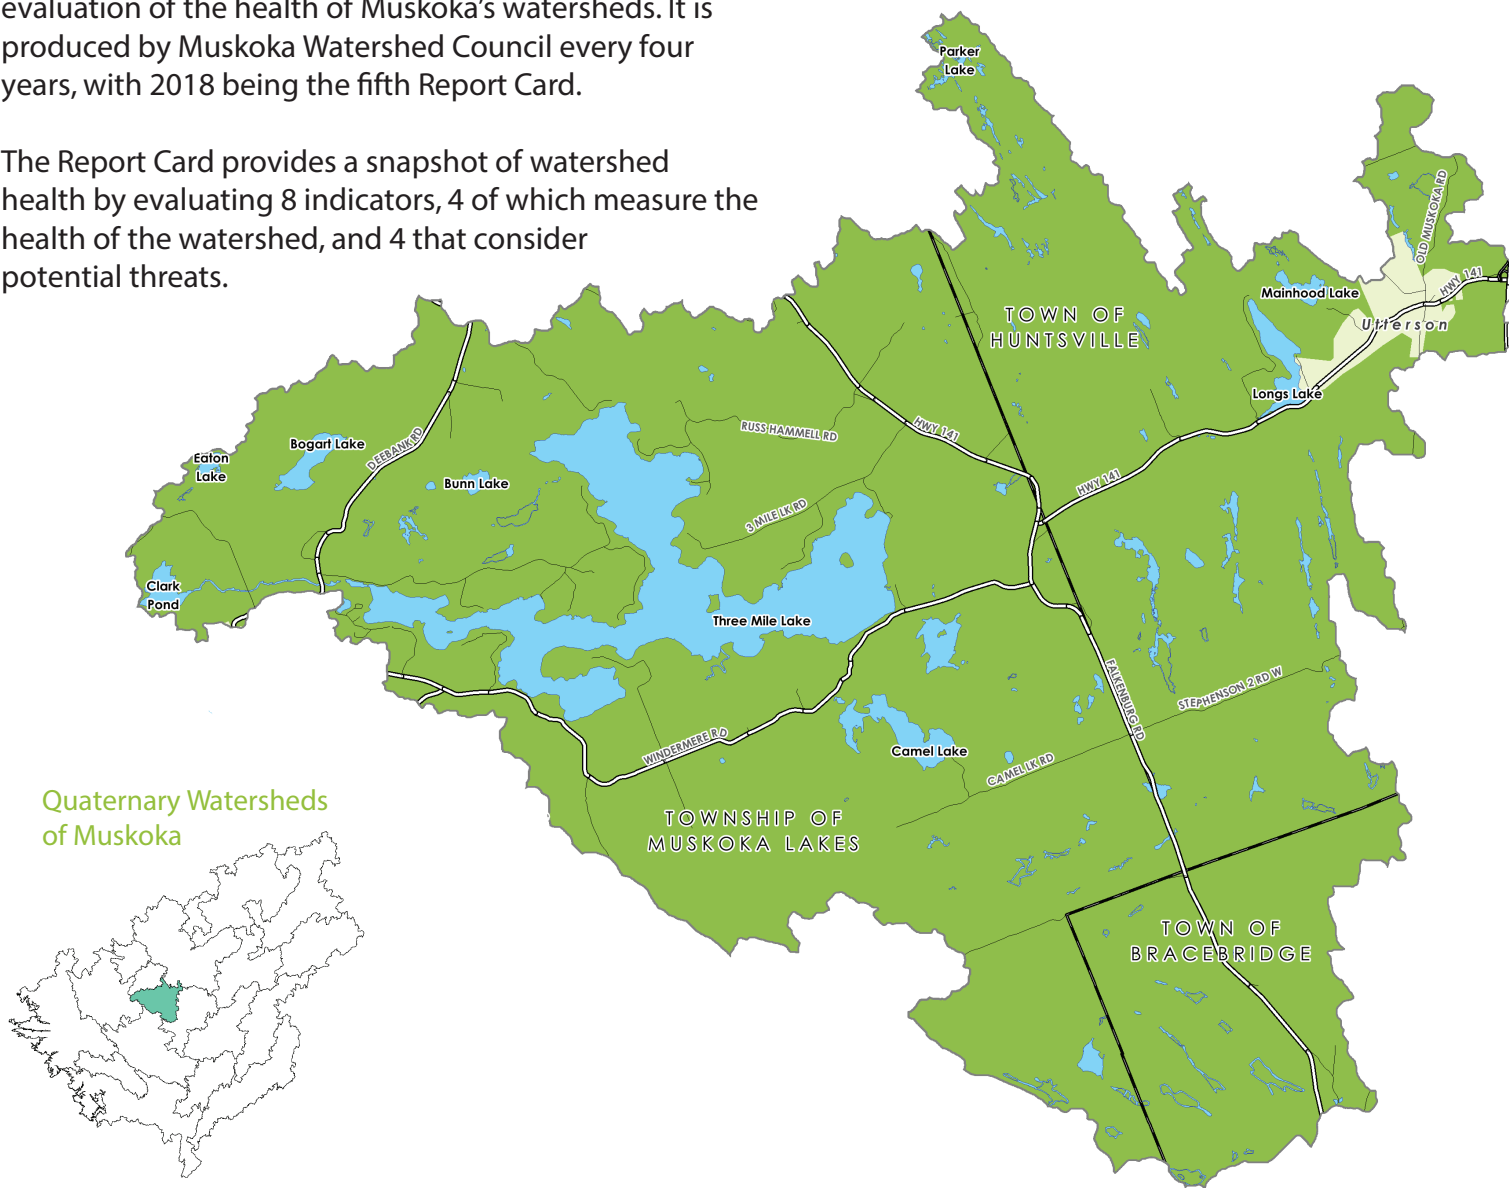 evaluation of the health of Muskoka's watersheds. It is
produced by Muskoka Watershed Council every four
years, with 2018 being the fifth Report Card.
The Report Card provides a snapshot of watershed
health by evaluating 8 indicators, 4 of which measure the
health of the watershed, and 4 that consider
potential threats.
Parker
Lake
OLD MUSKOKA RD
HWY 141
Mainhood Lake
Utterson
TOWN OF
HUNTSVILLE
Longs Lake
RUSS HAMMELL RD
HWY 141
DEEBANK RD
Bogart Lake
Eaton
Lake
Bunn Lake
HWY 141
3 MILE LK RD
Clark
Pond
Three Mile Lake
FALKENBURG RD
STEPHENSON 2 RD W
WINDERMERE RD
Camel Lake
CAMEL LK RD
TOWNSHIP OF
MUSKOKA LAKES
TOWN OF
BRACEBRIDGE
Quaternary Watersheds
of Muskoka